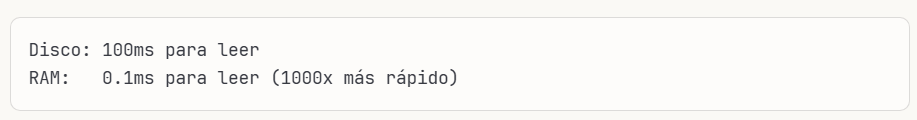 Disco: 100ms para leer
RAM:   0.1ms para leer (1000x más rápido)